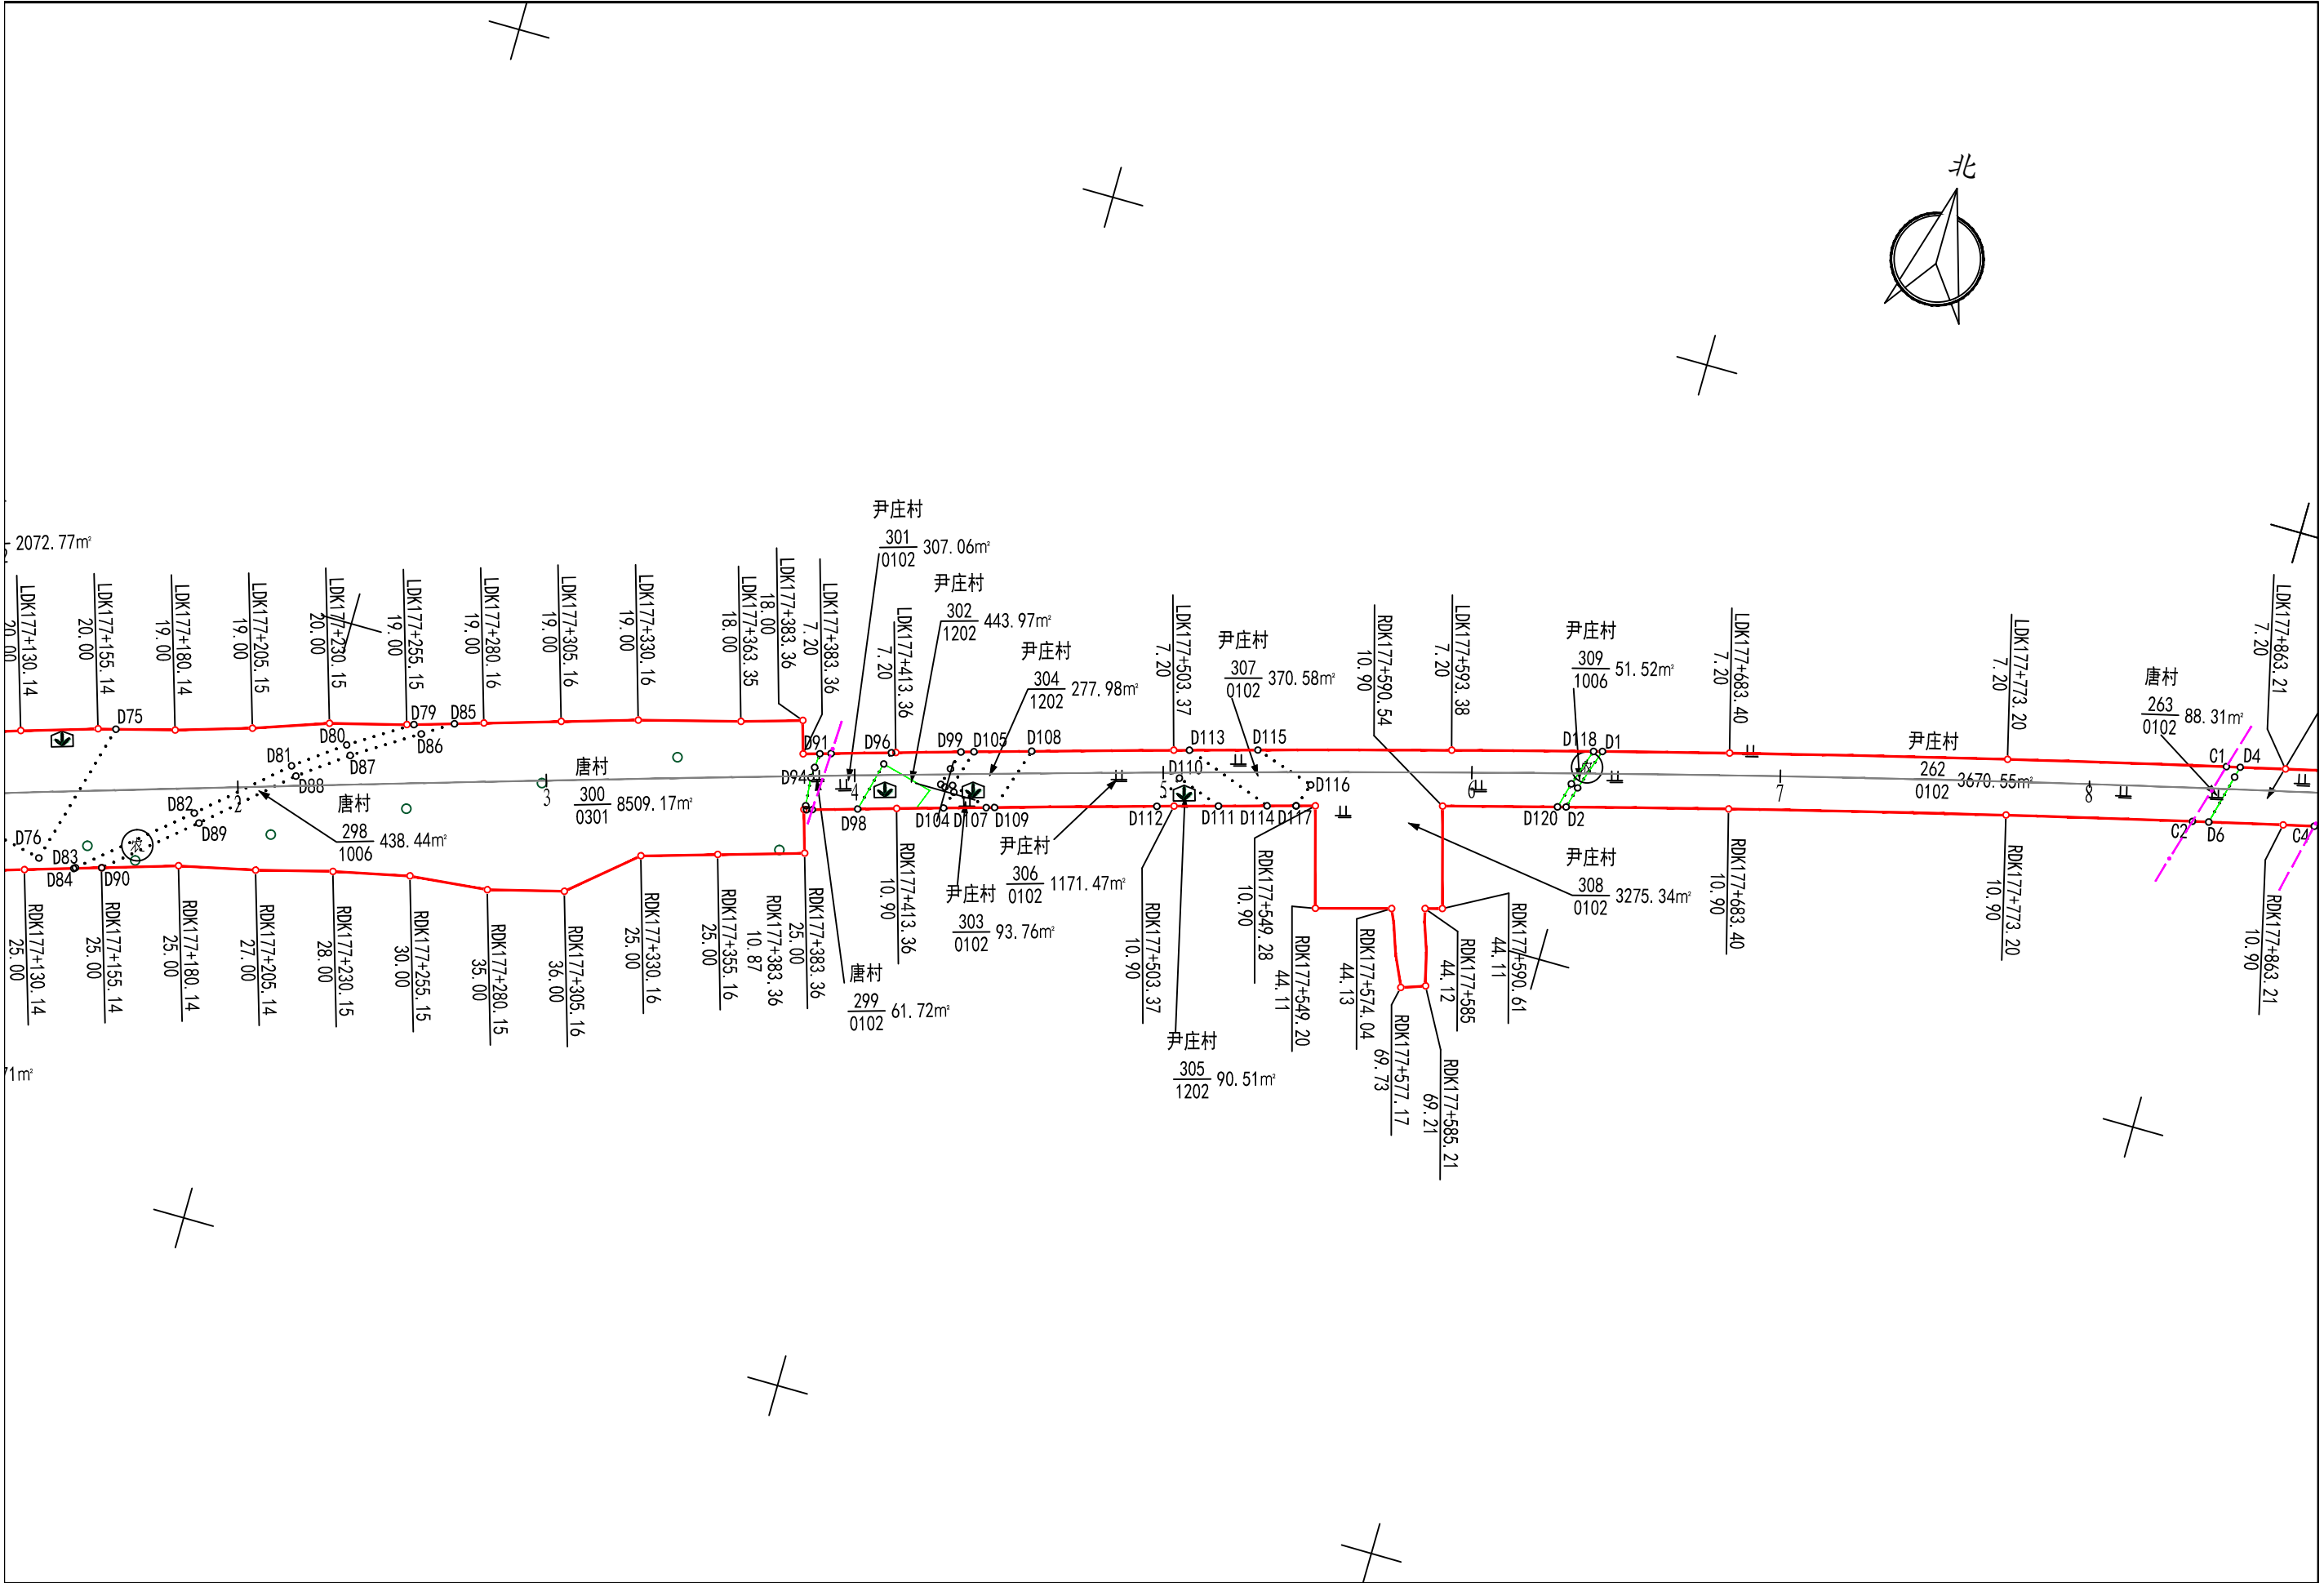 北
2072.77㎡
LDK177+130.14
20.00
LDK177+155.14
20.00
LDK177+180.14
19.00
LDK177+205.15
19.00
LDK177+230.15
20.00
LDK177+255.15
19.00
LDK177+280.16
19.00
LDK177+305.16
19.00
LDK177+330.16
19.00
LDK177+363.35
18.00
LDK177+383.36
18.00
LDK177+383.36
7.20
LDK177+413.36
7.20
LDK177+503.37
7.20
RDK177+590.54
10.90
LDK177+593.38
7.20
LDK177+683.40
7.20
LDK177+773.20
7.20
LDK177+863.21
7.20
尹庄村
301
0102
307.06㎡
尹庄村
302
1202
443.97㎡
尹庄村
304
1202
277.98㎡
尹庄村
307
0102
370.58㎡
尹庄村
309
1006
51.52㎡
唐村
263
0102
88.31㎡
尹庄村
262
0102
3670.55㎡
D75
D79
D85
D80
D86
D81
D87
D88
D82
D89
D76
D83
D84
D90
D91
D94
D96
D98
D99
D105
D108
D104
D107
D109
D110
D113
D115
D116
D112
D111
D114
D117
D118
D1
D120
D2
C1
D4
C2
D6
C4
2
3
4
5
6
7
8
农
唐村
300
0301
8509.17㎡
唐村
298
1006
438.44㎡
尹庄村
306
0102
1171.47㎡
尹庄村
303
0102
93.76㎡
尹庄村
308
0102
3275.34㎡
唐村
299
0102
61.72㎡
尹庄村
305
1202
90.51㎡
RDK177+130.14
25.00
RDK177+155.14
25.00
RDK177+180.14
25.00
RDK177+205.14
27.00
RDK177+230.15
28.00
RDK177+255.15
30.00
RDK177+280.15
35.00
RDK177+305.16
36.00
RDK177+330.16
25.00
RDK177+355.16
25.00
RDK177+383.36
10.87
RDK177+383.36
25.00
RDK177+413.36
10.90
RDK177+503.37
10.90
RDK177+549.28
10.90
RDK177+549.20
44.11
RDK177+574.04
44.13
RDK177+577.17
69.73
RDK177+585
44.12
RDK177+585.21
69.21
RDK177+590.61
44.11
RDK177+683.40
10.90
RDK177+773.20
10.90
RDK177+863.21
10.90
71㎡